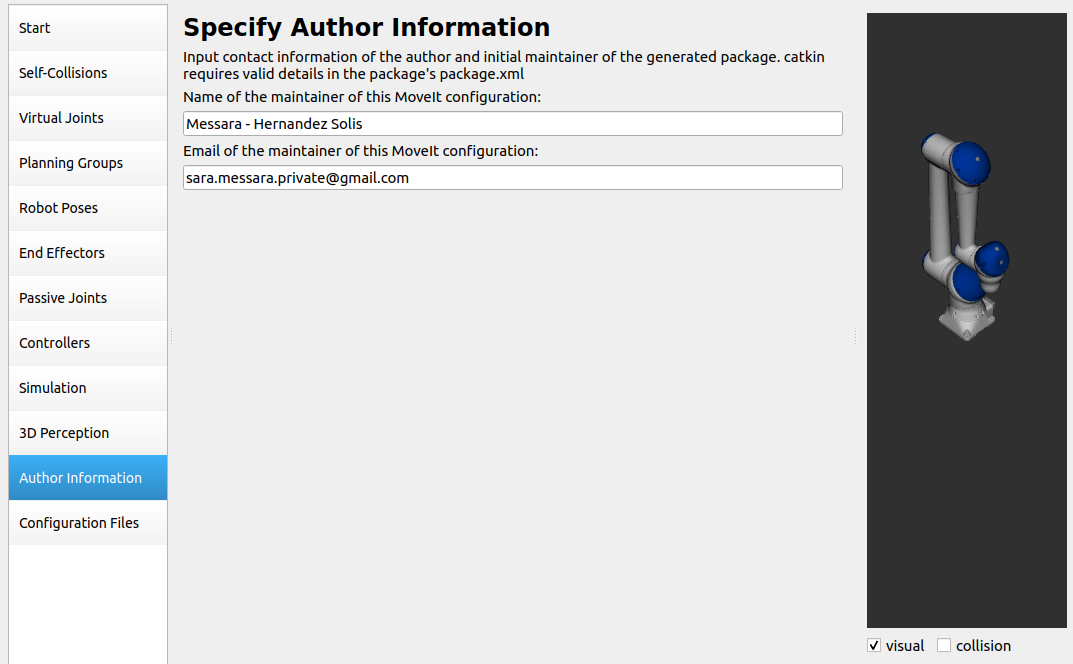 Start
Self-Collisions
Virtual Joints
Planning Groups
Robot Poses
End Effectors
Passive Joints
Controllers
Simulation
3D Perception
Author Information
Configuration Files
Specify Author Information
Input contact information of the author and initial maintainer of the generated package. catkin
requires valid details in the package's package.xml
Name of the maintainer of this MoveIt configuration:
Messara - Hernandez Solis
Email of the maintainer of this MoveIt configuration:
sara.messara.private@gmail.com
visual collision